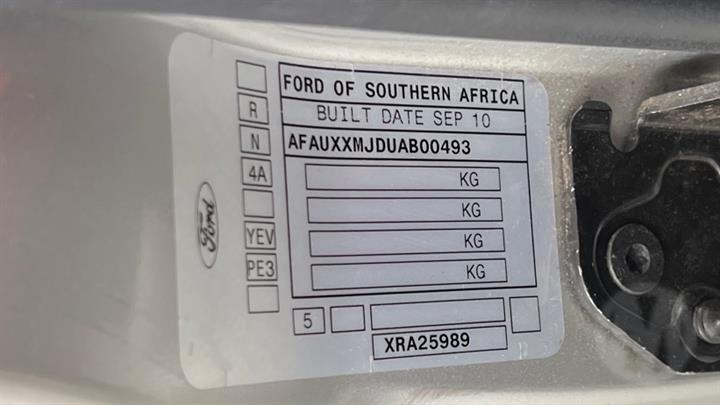 FORD OF SOUTHERN AFRICA
BUILT DATE SEP 10
AFAUXXMJDUAB00493
R
N
4A
YEV
PE3
Ford
KG
KG
KG
KG
5
XRA25989